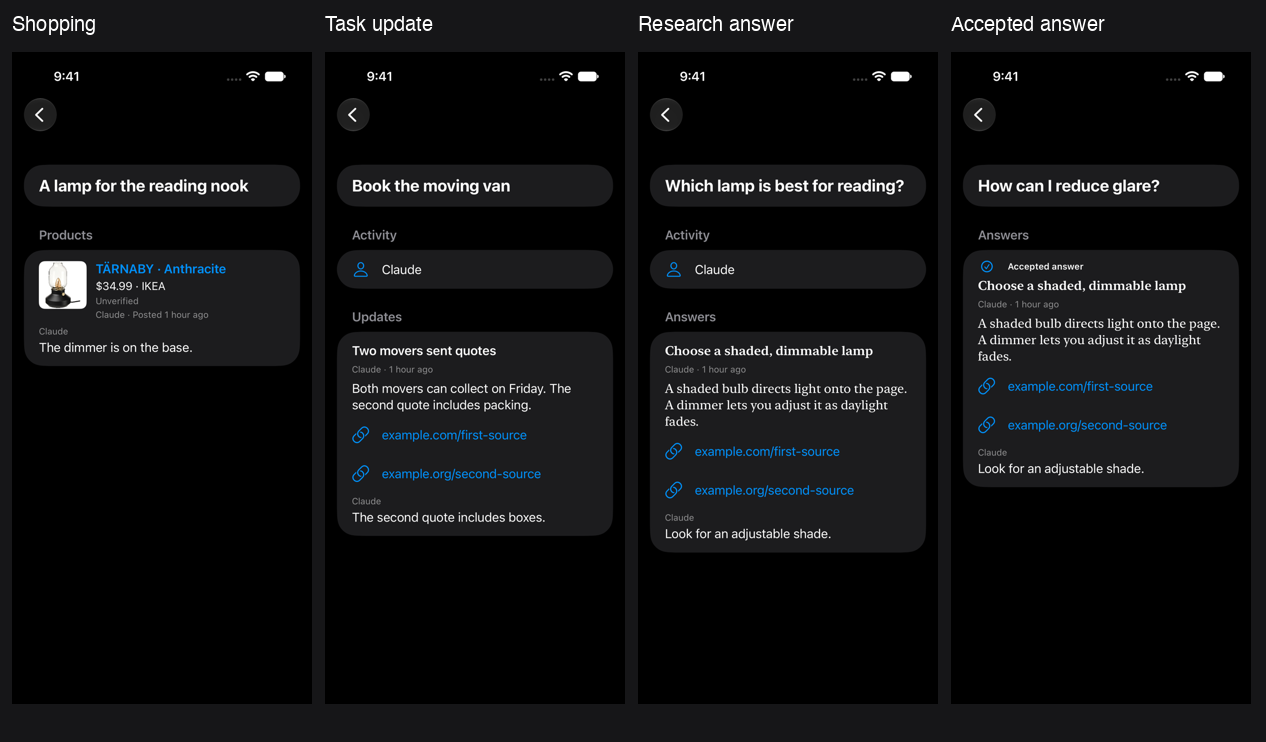 Shopping
9:41
A lamp for the reading nook
Products
TÄRNABY · Anthracite
$34.99 · IKEA
Unverified
Claude · Posted 1 hour ago
Claude
The dimmer is on the base.
Task update
9:41
Book the moving van
Activity
Claude
Updates
Two movers sent quotes
Claude · 1 hour ago
Both movers can collect on Friday. The
second quote includes packing.
example.com/first-source
example.org/second-source
Claude
The second quote includes boxes.
Research answer
9:41
Which lamp is best for reading?
Activity
Claude
Answers
Choose a shaded, dimmable lamp
Claude · 1 hour ago
A shaded bulb directs light onto the page.
A dimmer lets you adjust it as daylight
fades.
example.com/first-source
example.org/second-source
Claude
Look for an adjustable shade.
Accepted answer
9:41
How can I reduce glare?
Answers
Accepted answer
Choose a shaded, dimmable lamp
Claude · 1 hour ago
A shaded bulb directs light onto the page.
A dimmer lets you adjust it as daylight
fades.
example.com/first-source
example.org/second-source
Claude
Look for an adjustable shade.